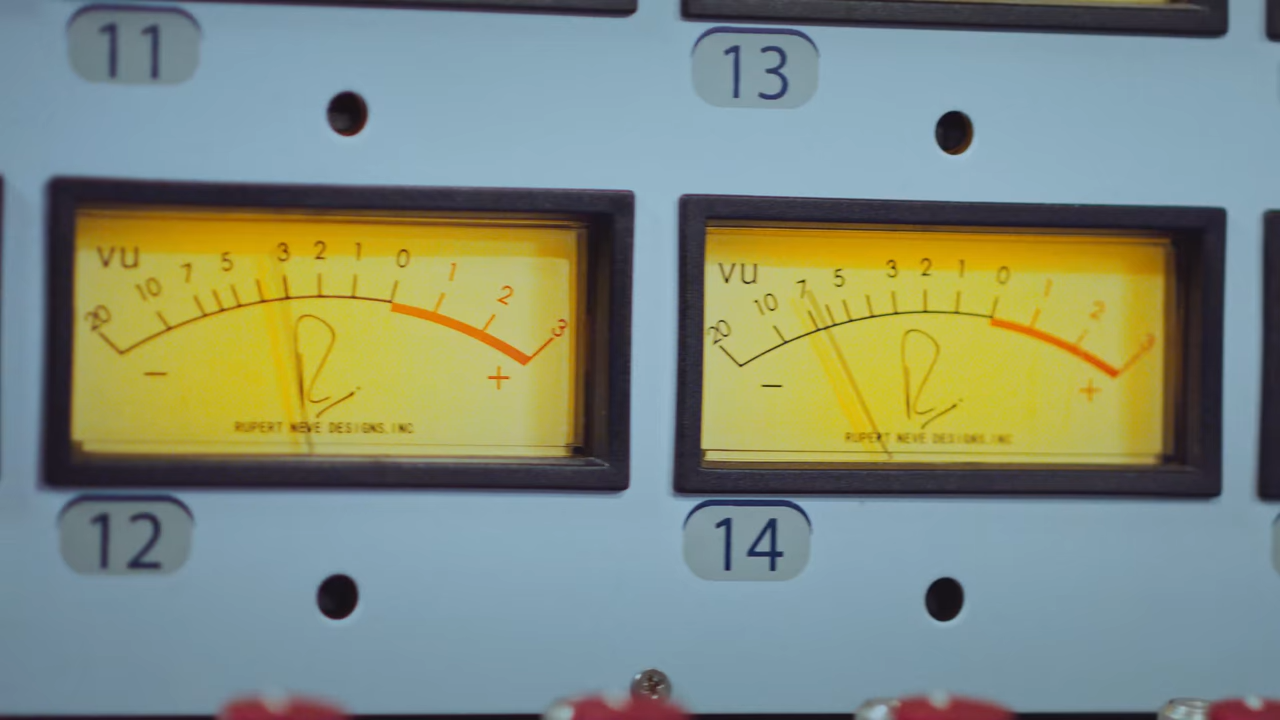 11
13
VU 20 10 7 5 3 2 1 0 1 2 3
- +
RUPERT NEVE DESIGNS, INC
VU 20 10 7 5 3 2 1 0 1 2 3
- +
RUPERT NEVE DESIGNS, INC
12
14